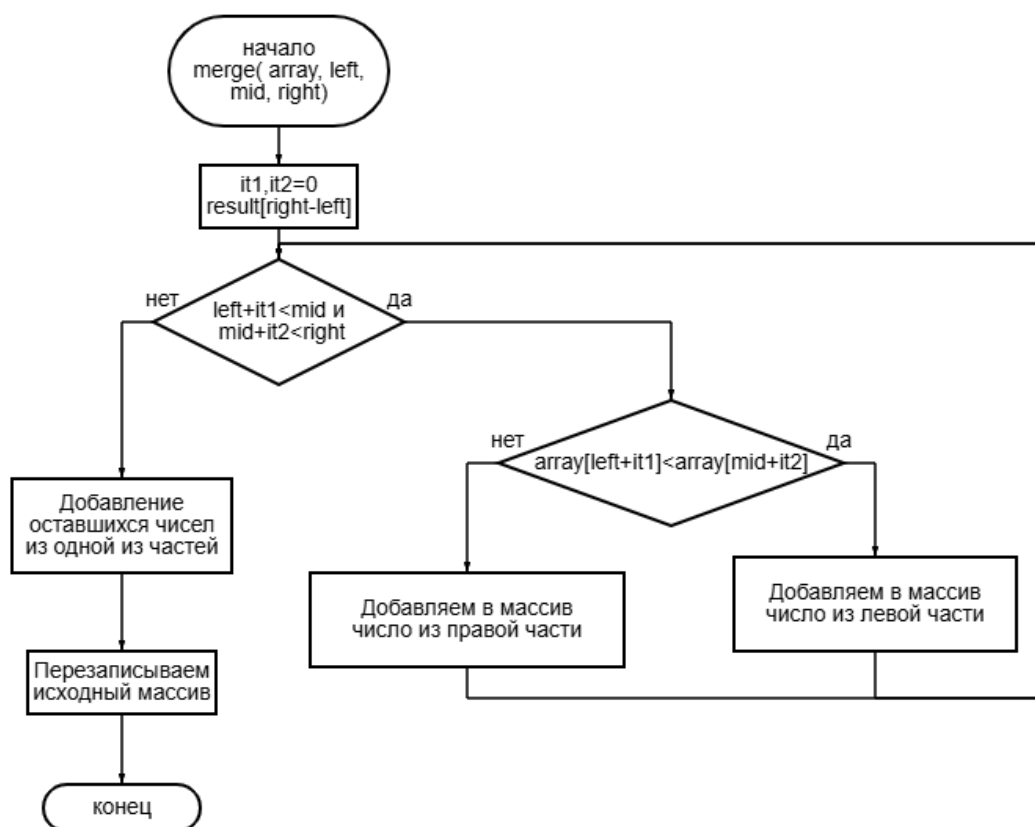 начало
merge( array, left,
mid, right)
it1,it2=0
result[right-left]
нет
left+it1<mid и
mid+it2<right
да
нет
array[left+it1]<array[mid+it2]
да
Добавление
оставшихся чисел
из одной из частей
Добавляем в массив
число из правой части
Добавляем в массив
число из левой части
Перезаписываем
исходный массив
конец